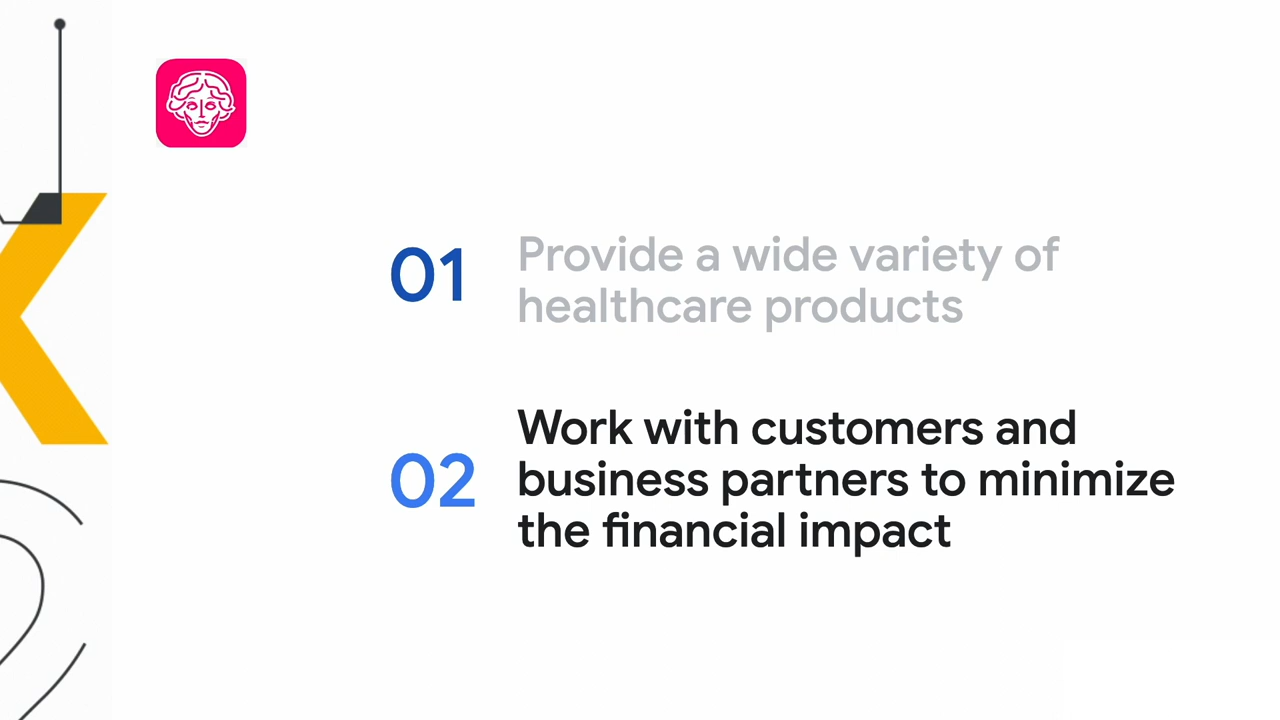 01
Provide a wide variety of
healthcare products
02
Work with customers and
business partners to minimize
the financial impact